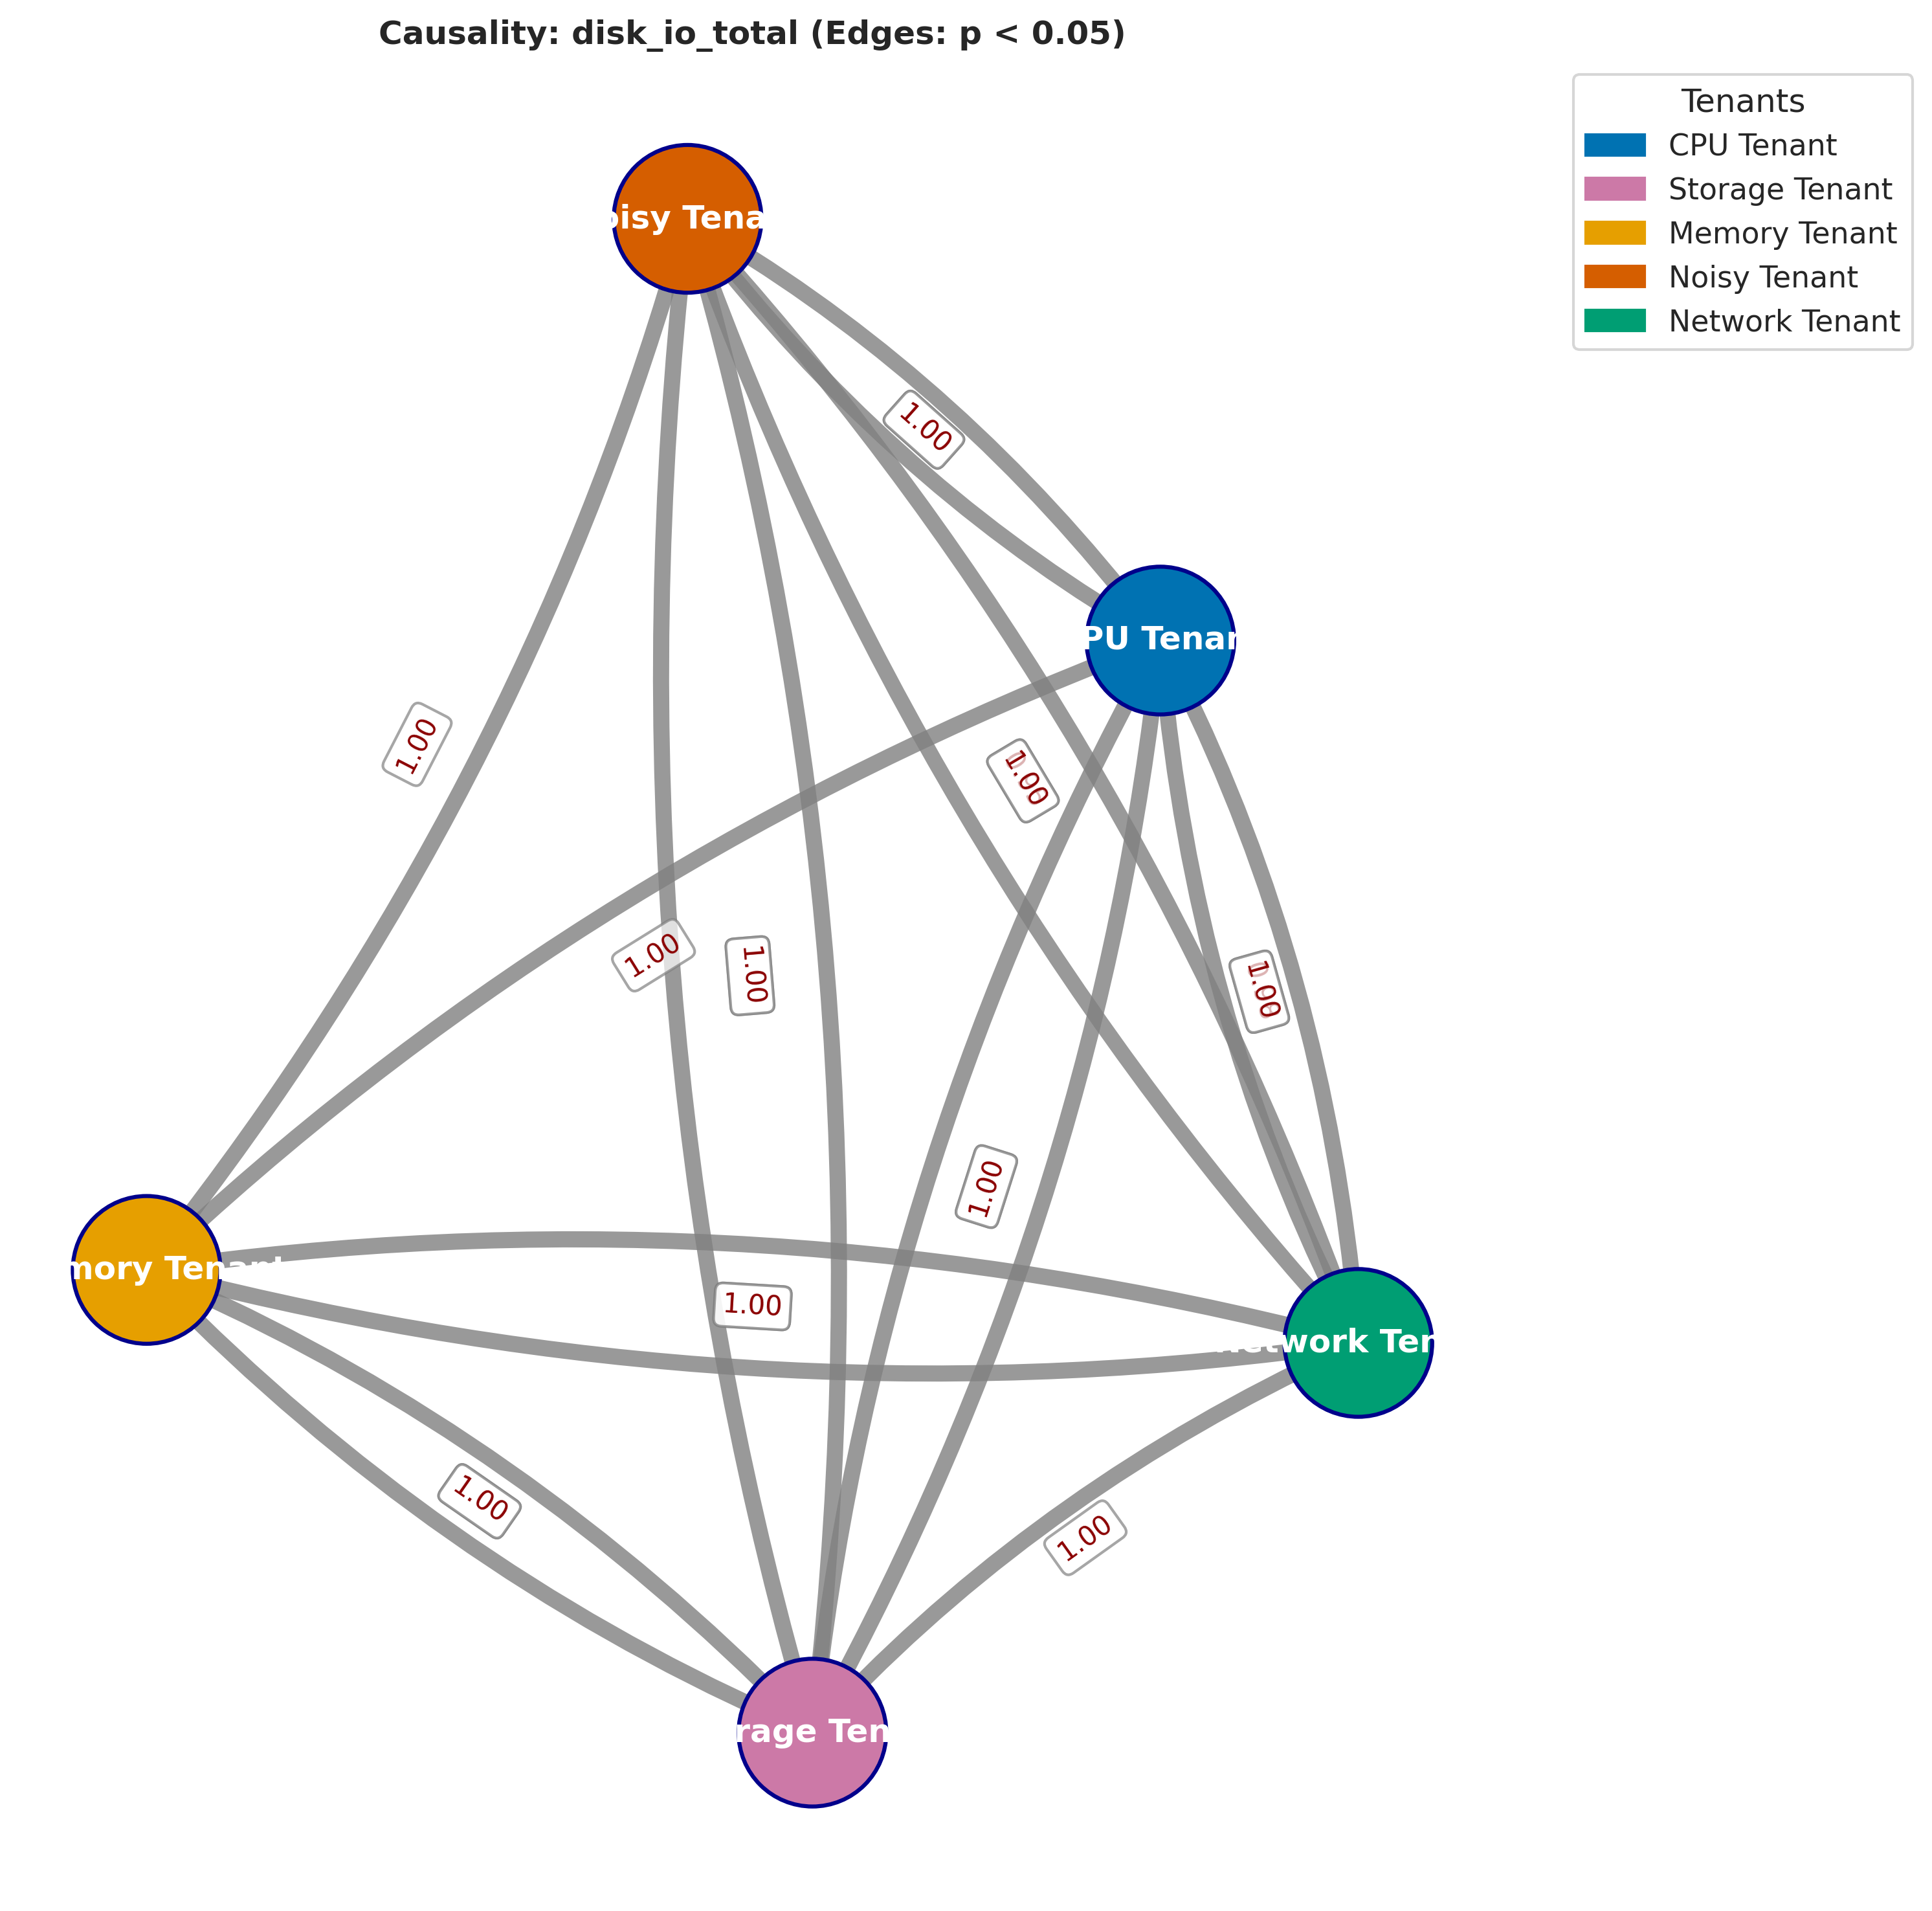 Causality: disk_io_total (Edges: p < 0.05)
Tenants
CPU Tenant
Storage Tenant
Memory Tenant
Noisy Tenant
Network Tenant
oisy Tena
1.00
PU Tenan
1.00
1.00
1.00
1.00
1.00
1.00
mory Tenant
1.00
etwork Ten
1.00
1.00
rage Ten